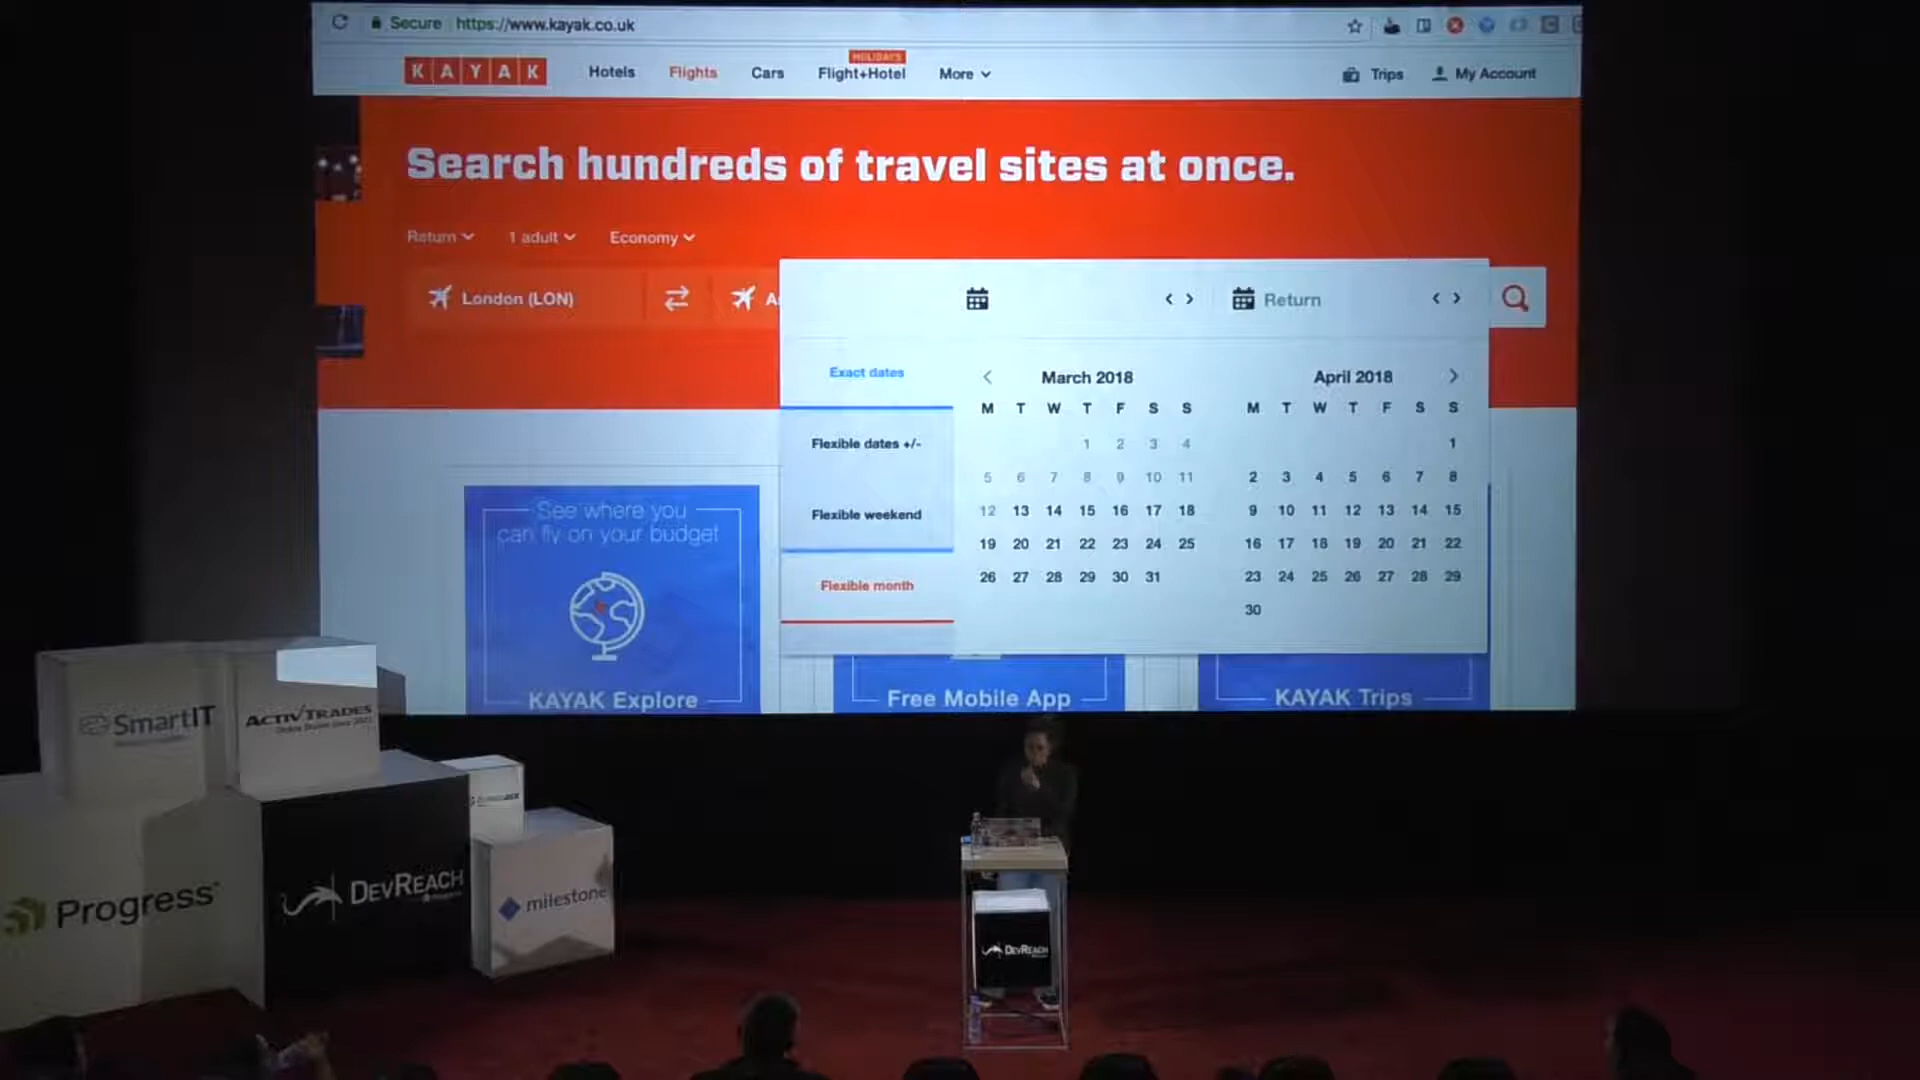 Secure https://www.kayak.co.uk
KAYAK Hotels Flights Cars HOLIDAYS Flight+Hotel More Trips My Account
Search hundreds of travel sites at once.
Return 1 adult Economy
London (LON) A Return
Exact dates
Flexible dates +/-
Flexible weekend
Flexible month
March 2018
M T W T F S S
1 2 3 4
5 6 7 8 9 10 11
12 13 14 15 16 17 18
19 20 21 22 23 24 25
26 27 28 29 30 31
April 2018
M T W T F S S
1
2 3 4 5 6 7 8
9 10 11 12 13 14 15
16 17 18 19 20 21 22
23 24 25 26 27 28 29
30
See where you
can fly on your budget
KAYAK Explore
Free Mobile App
KAYAK Trips
SmartIT
ACTIVTRADES
Progress
DEVREACH
milestone
DEVREACH